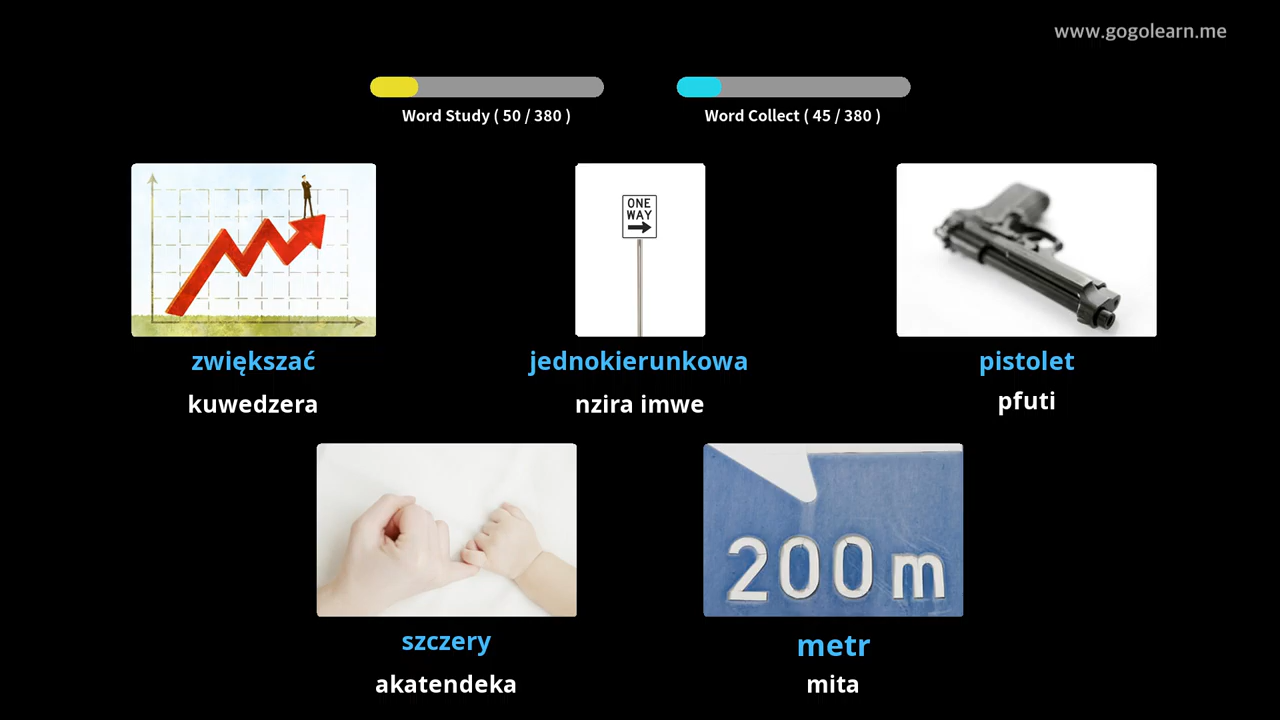 www.gogolearn.me
Word Study ( 50 / 380 )
Word Collect ( 45 / 380 )
ONE
WAY
zwiększać
jednokierunkowa
pistolet
kuwedzera
nzira imwe
pfuti
200m
szczery
metr
akatendeka
mita